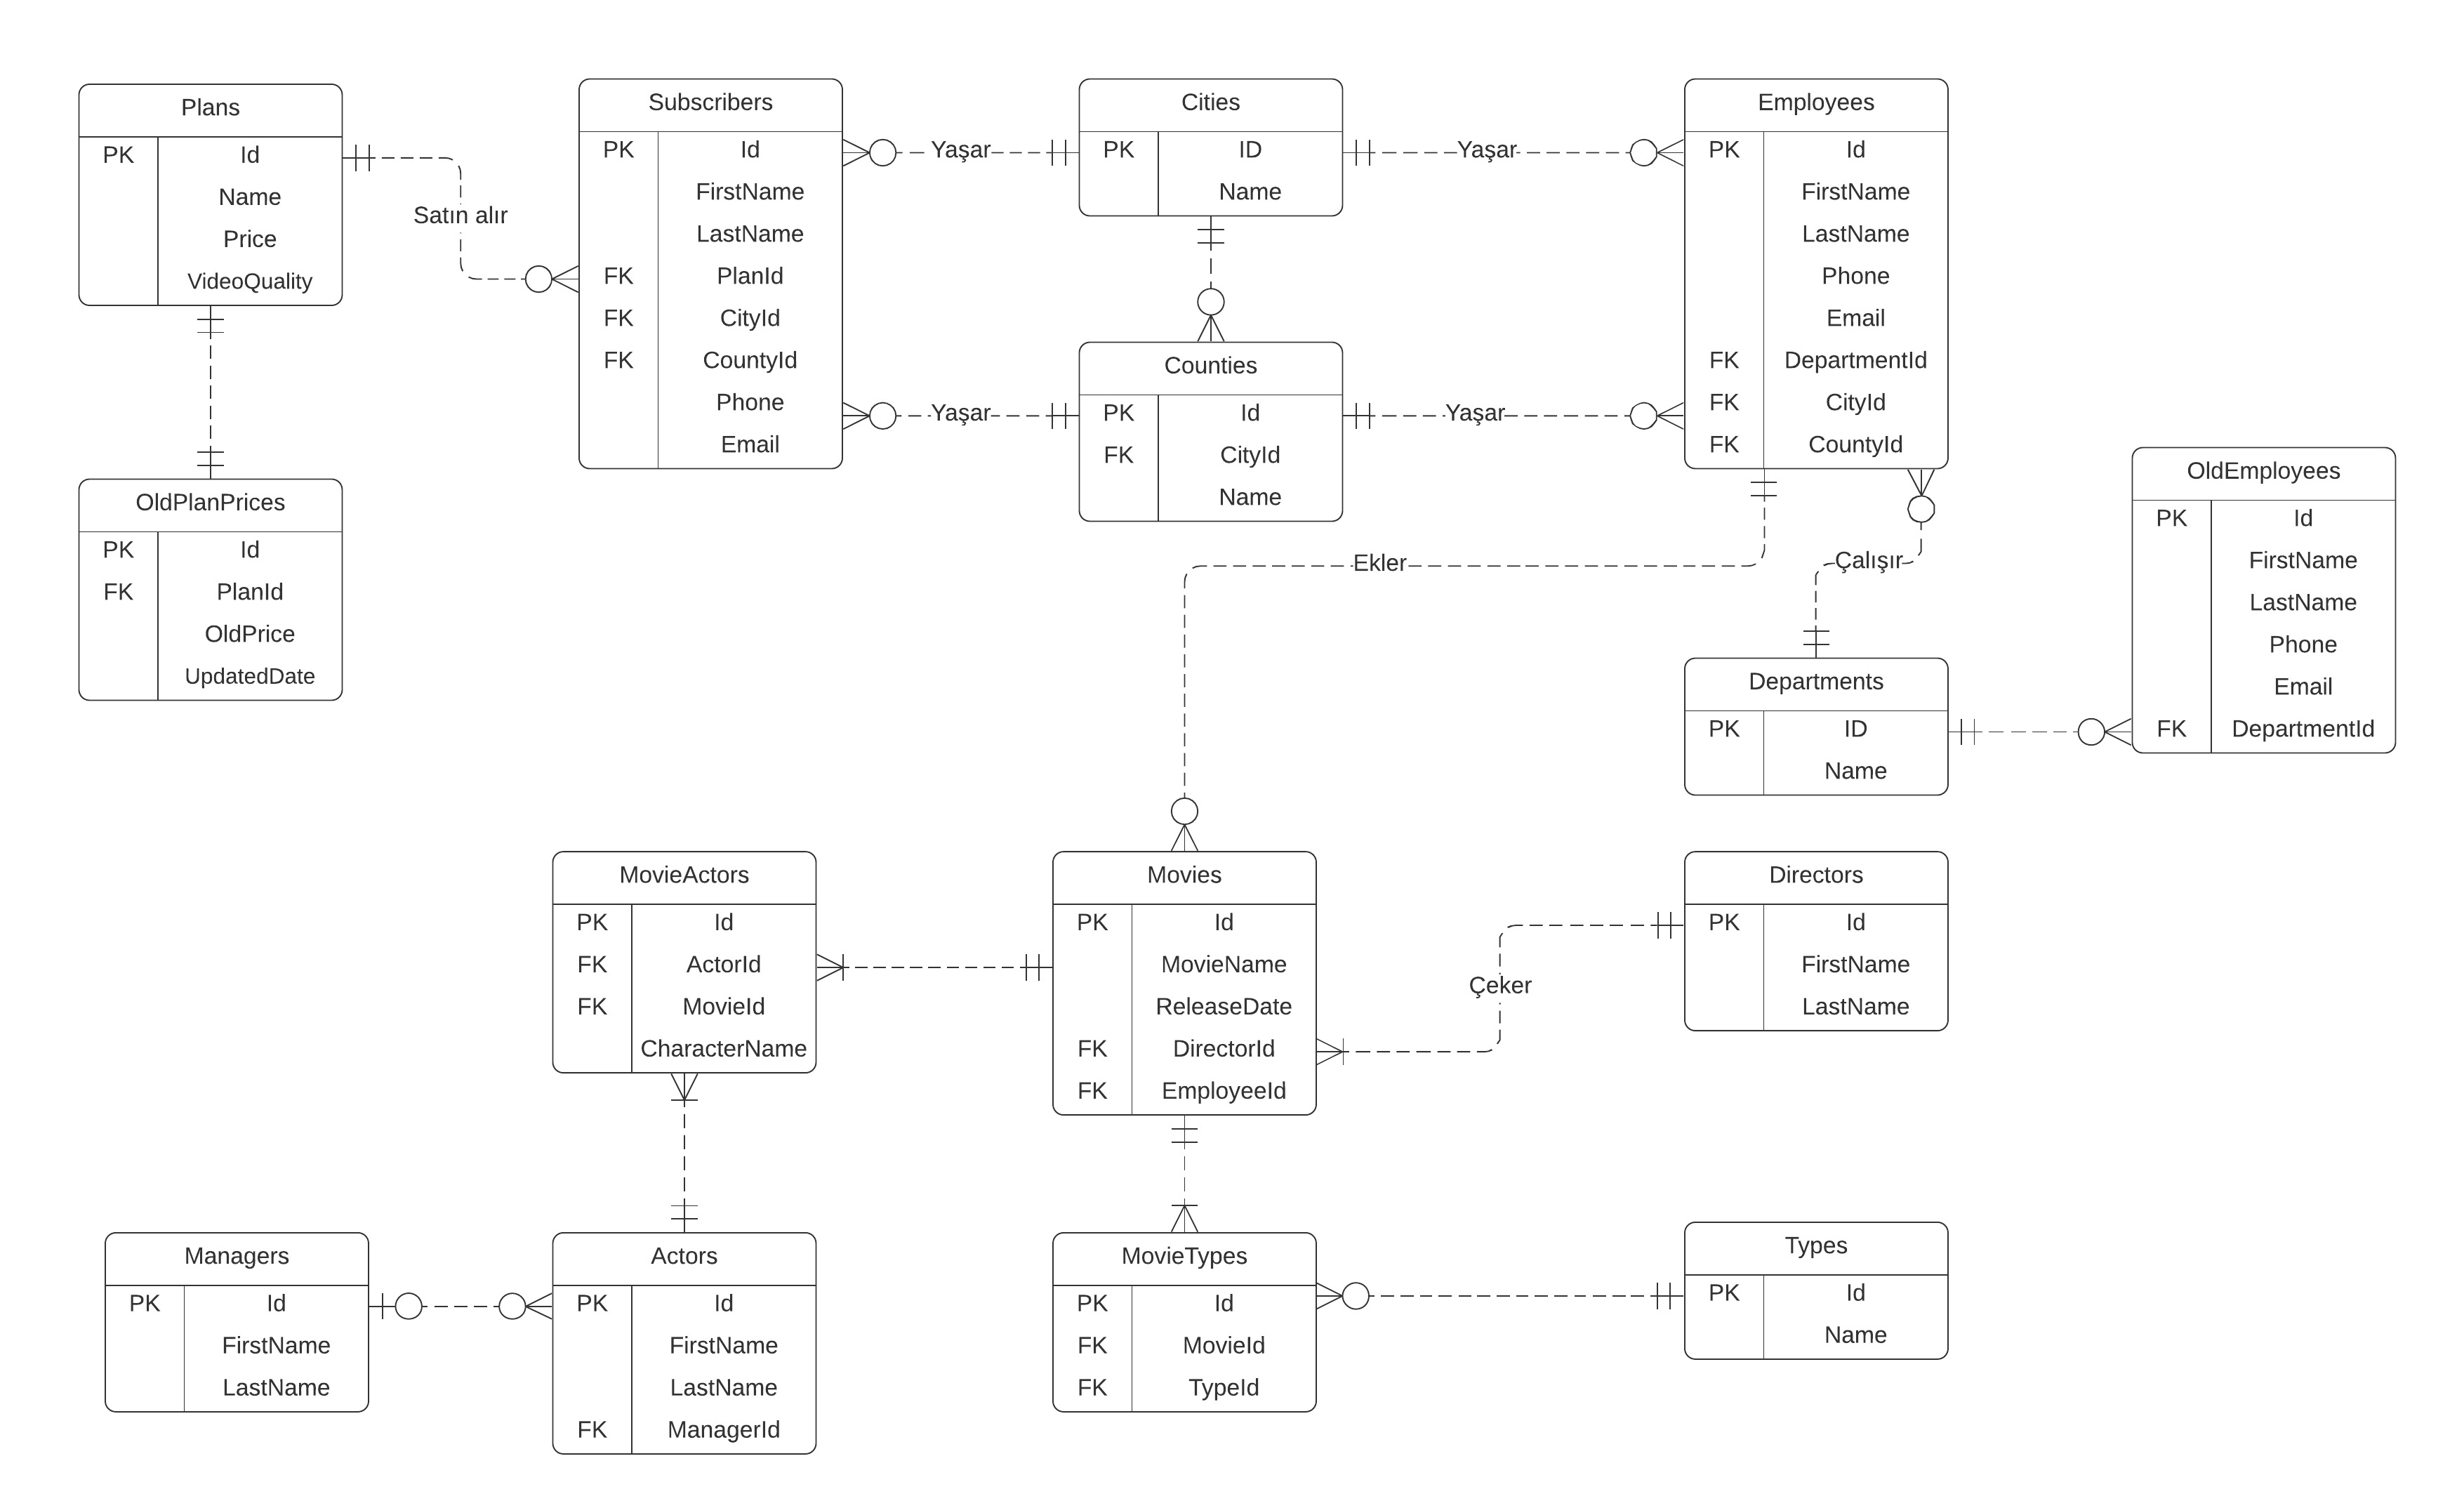 Plans
PK Id
Name
Price
VideoQuality
Satın alır
Subscribers
PK Id
FirstName
LastName
FK PlanId
FK CityId
FK CountyId
Phone
Email
Yaşar
Yaşar
Cities
PK ID
Name
Counties
PK Id
FK CityId
Name
Yaşar
Yaşar
Employees
PK Id
FirstName
LastName
Phone
Email
FK DepartmentId
FK CityId
FK CountyId
OldEmployees
PK Id
FirstName
LastName
Phone
Email
FK DepartmentId
OldPlanPrices
PK Id
FK PlanId
OldPrice
UpdatedDate
Ekler
Çalışır
Departments
PK ID
Name
MovieActors
PK Id
FK ActorId
FK MovieId
CharacterName
Movies
PK Id
MovieName
ReleaseDate
FK DirectorId
FK EmployeeId
Çeker
Directors
PK Id
FirstName
LastName
Managers
PK Id
FirstName
LastName
Actors
PK Id
FirstName
LastName
FK ManagerId
MovieTypes
PK Id
FK MovieId
FK TypeId
Types
PK Id
Name